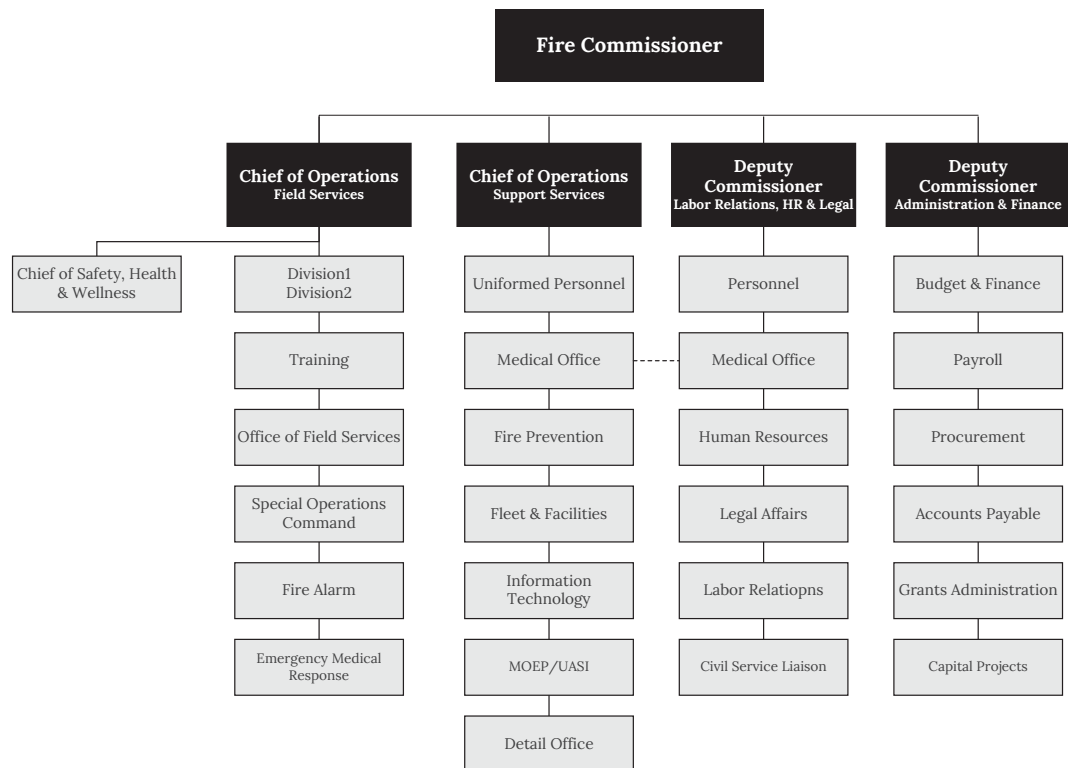 Fire Commissioner
Chief of Operations
Field Services
Chief of Operations
Support Services
Deputy
Commissioner
Labor Relations, HR & Legal
Deputy
Commissioner
Administration & Finance
Chief of Safety, Health
& Wellness
Division1
Division2
Training
Office of Field Services
Special Operations
Command
Fire Alarm
Emergency Medical
Response
Uniformed Personnel
Medical Office
Fire Prevention
Fleet & Facilities
Information
Technology
MOEP/UASI
Detail Office
Personnel
Medical Office
Human Resources
Legal Affairs
Labor Relatiopns
Civil Service Liaison
Budget & Finance
Payroll
Procurement
Accounts Payable
Grants Administration
Capital Projects